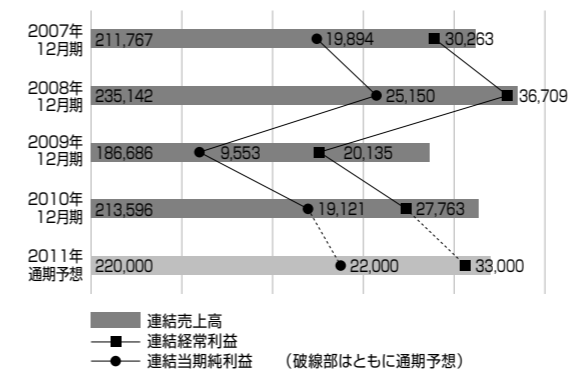 2007年
12月期
211,767 19,894 30,263
2008年
12月期
235,142 25,150 36,709
2009年
12月期
186,686 9,553 20,135
2010年
12月期
213,596 19,121 27,763
2011年
通期予想
220,000 22,000 33,000
連結売上高
連結経常利益
連結当期純利益 （破線部はともに通期予想）